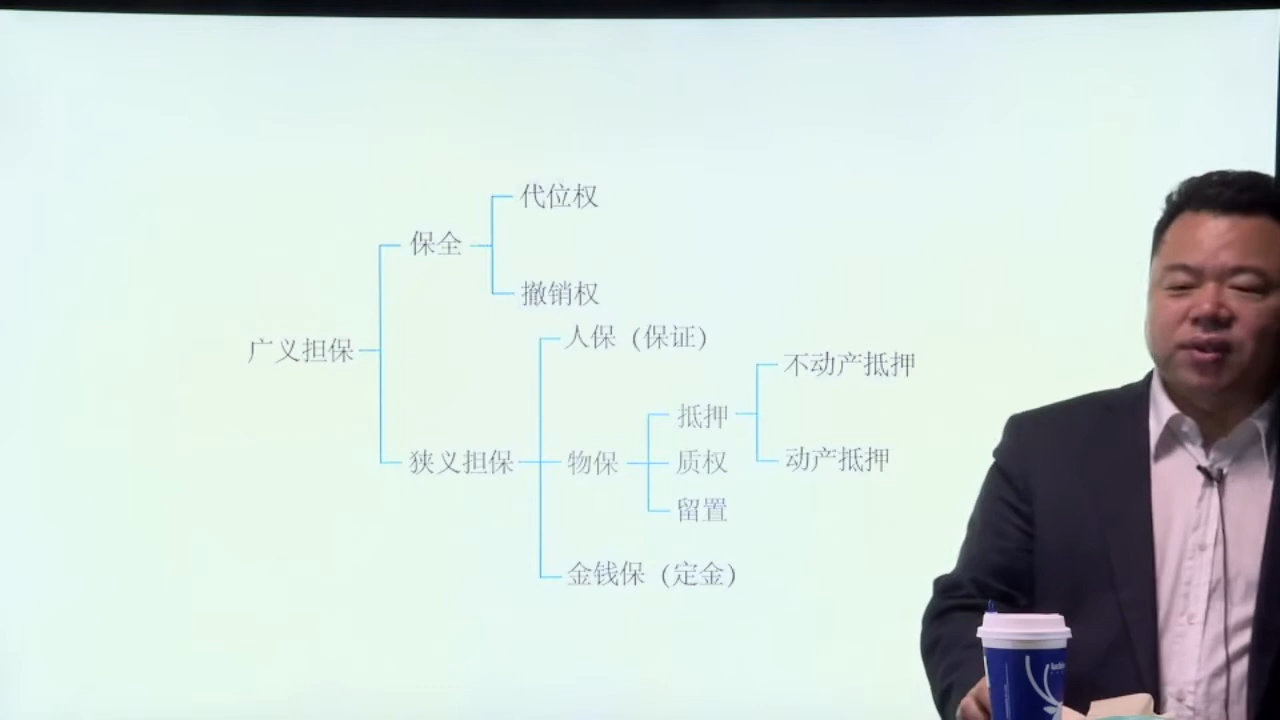 代位权
保全
撤销权
人保（保证）
广义担保
不动产抵押
抵押
狭义担保
物保
质权
动产抵押
留置
金钱保（定金）